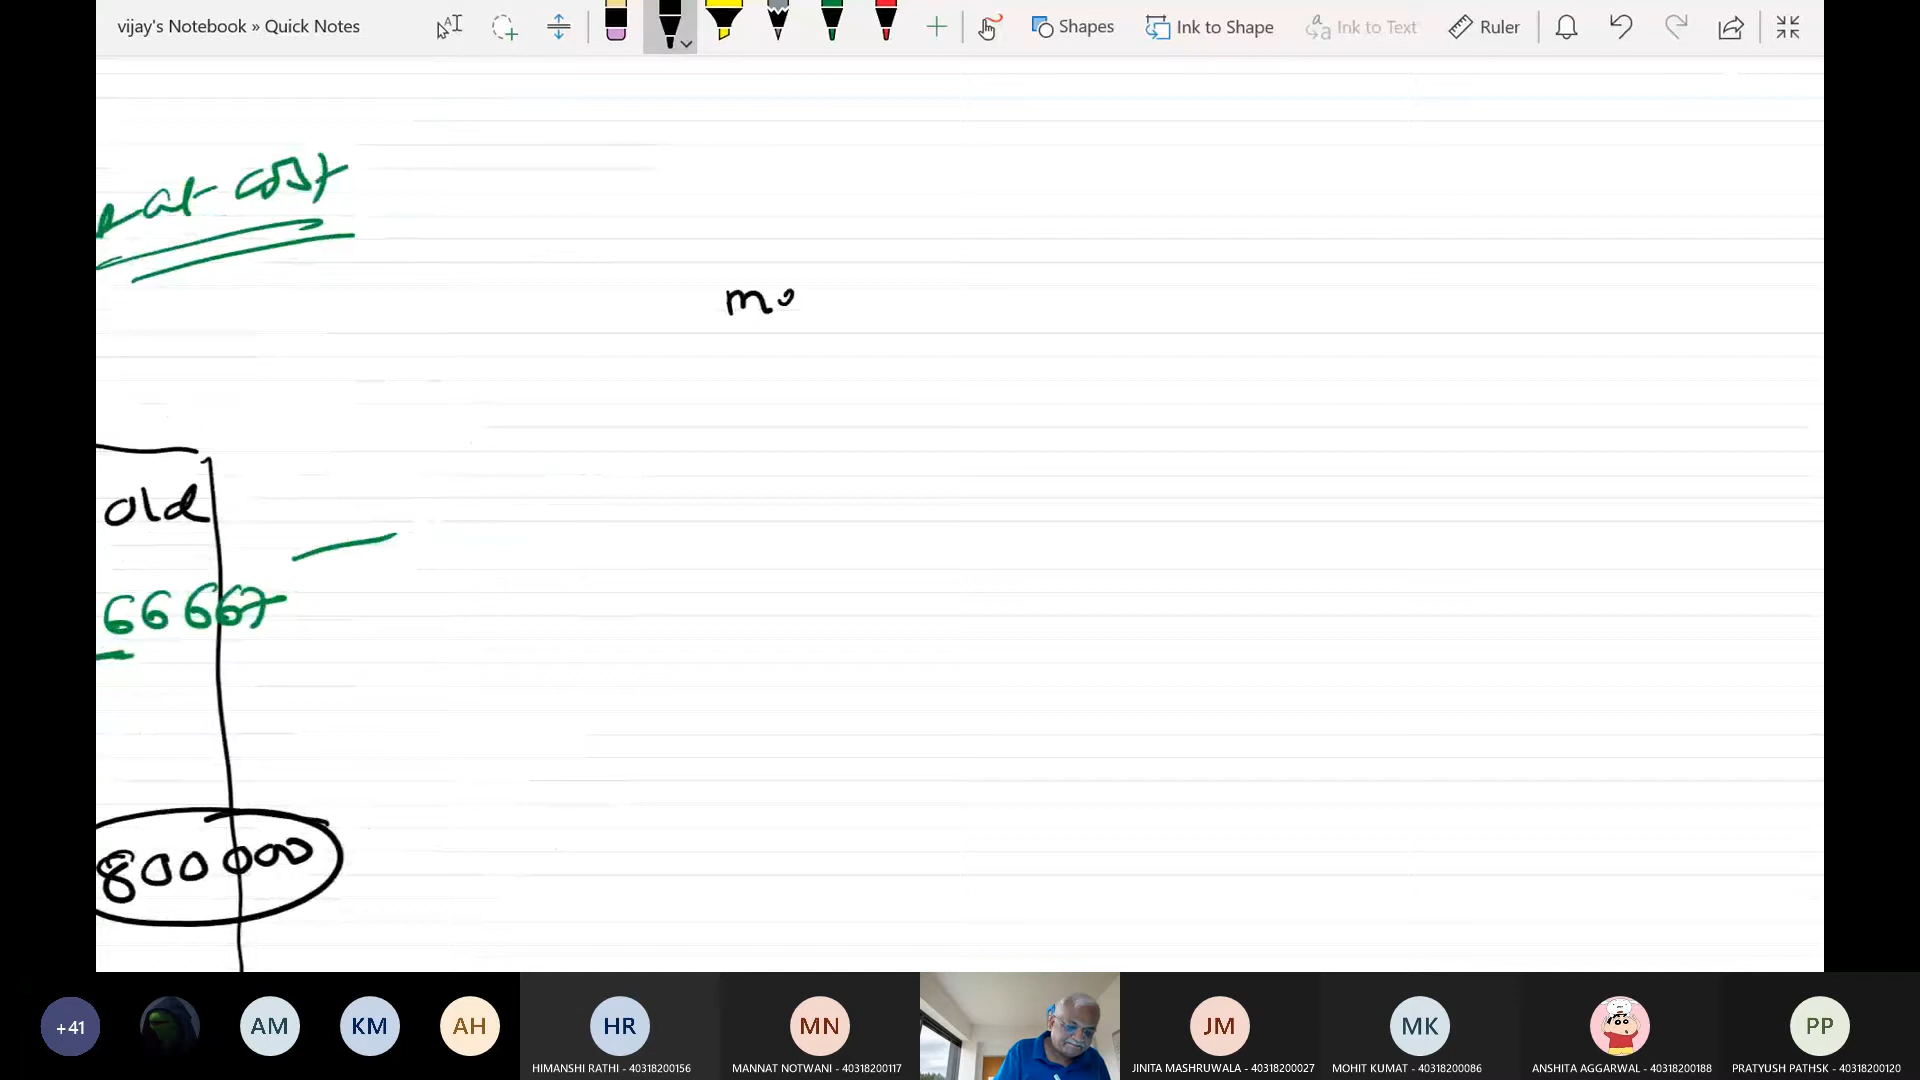 vijay's Notebook » Quick Notes
Shapes
Ink to Shape
Ink to Text
Ruler
at cost
mo
old
66667
800000
+41
AM
KM
AH
HR
MN
JM
MK
PP
HIMANSHI RATHI - 40318200156
MANNAT NOTWANI - 40318200117
JINITA MASHRUWALA - 40318200027
MOHIT KUMAT - 40318200086
ANSHITA AGGARWAL - 40318200188
PRATYUSH PATHSK - 40318200120